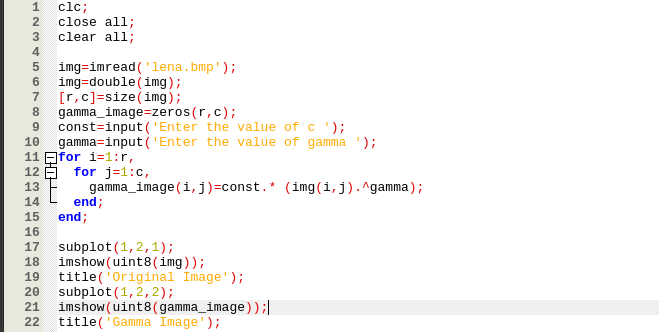 1 clc;
2 close all;
3 clear all;
4
5 img=imread('lena.bmp');
6 img=double(img);
7 [r,c]=size(img);
8 gamma_image=zeros(r,c);
9 const=input('Enter the value of c ');
10 gamma=input('Enter the value of gamma ');
11 for i=1:r,
12 for j=1:c,
13 gamma_image(i,j)=const.* (img(i,j).^gamma);
14 end;
15 end;
16
17 subplot(1,2,1);
18 imshow(uint8(img));
19 title('Original Image');
20 subplot(1,2,2);
21 imshow(uint8(gamma_image));
22 title('Gamma Image');